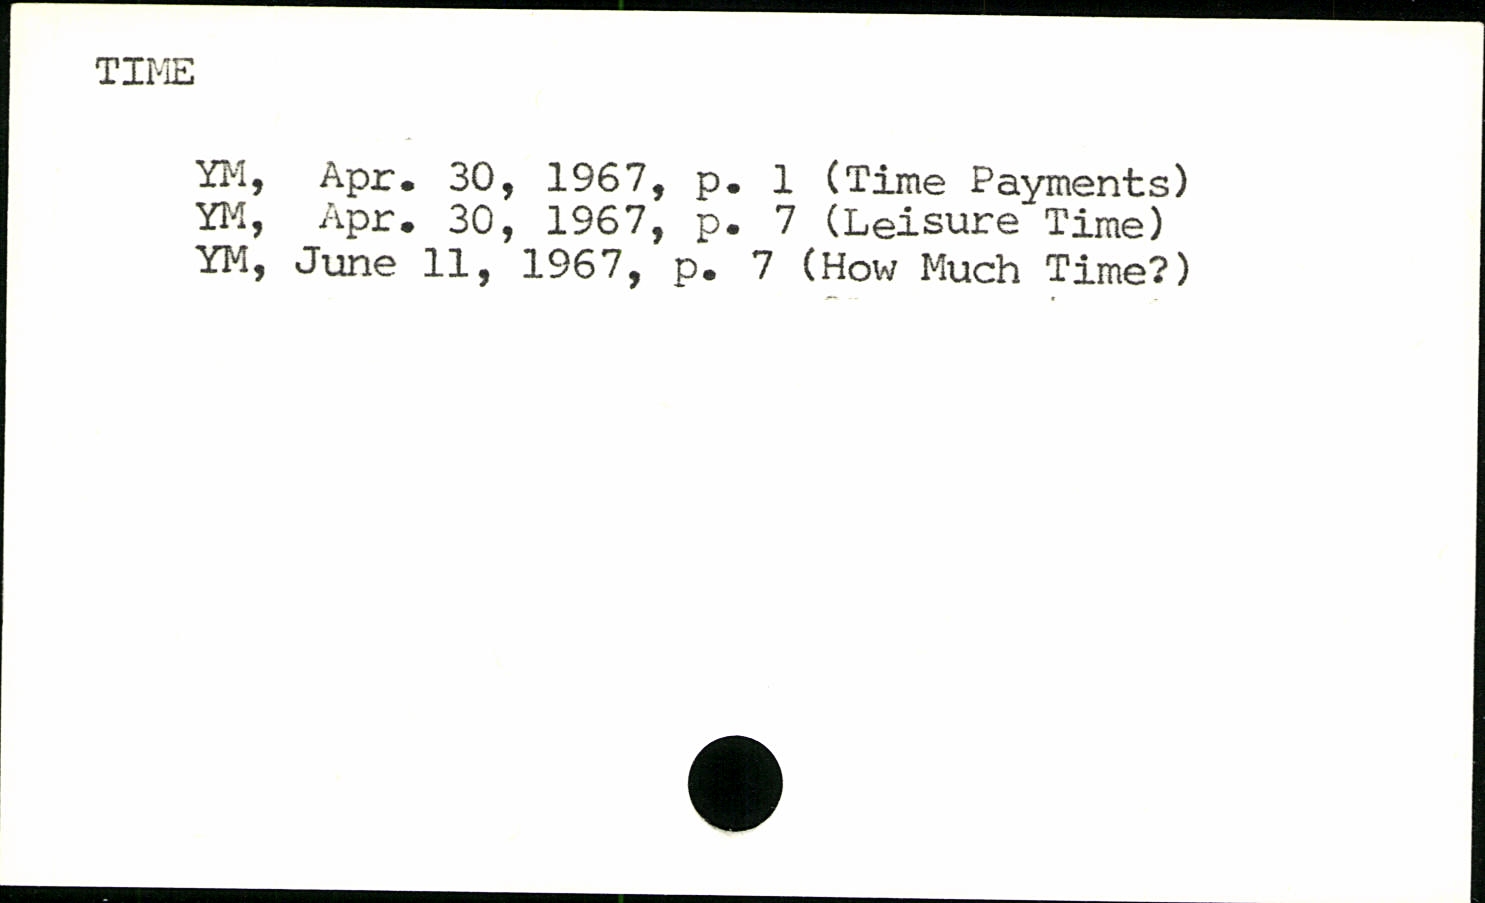 TIME
YM, Apr. 30, 1967, p. 1 (Time Payments)
YM, Apr. 30, 1967, p. 7 (Leisure Time)
YM, June 11, 1967, p. 7 (How Much Time?)